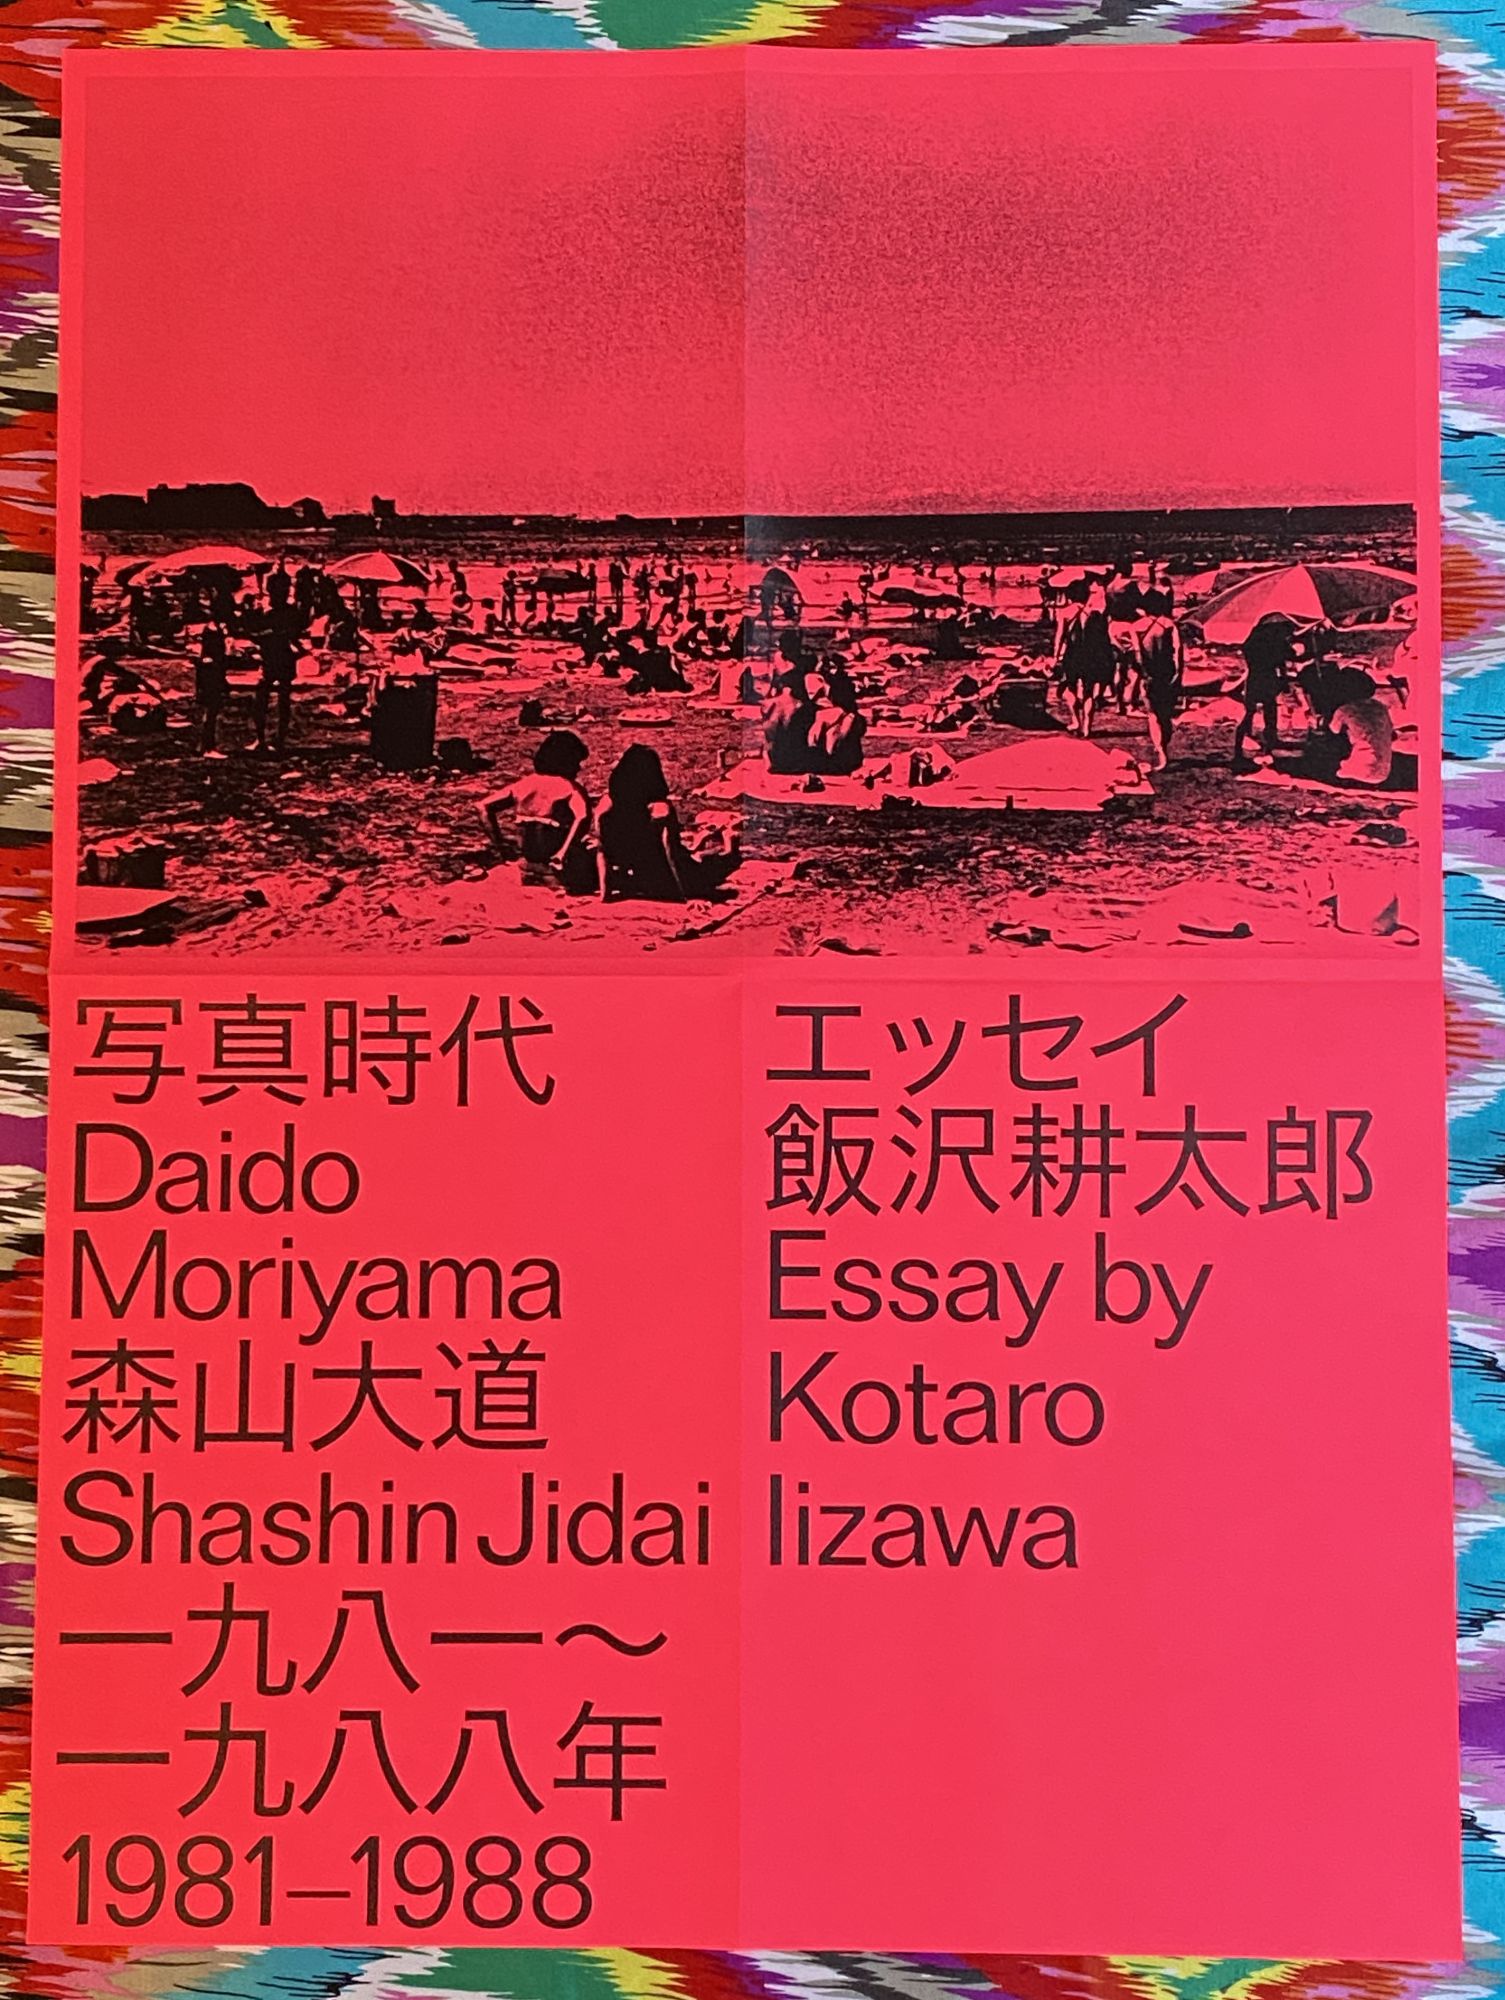 写真時代
Daido
Moriyama
森山大道
Shashin Jidai
一九八一〜
一九八八年
1981–1988
エッセイ
飯沢耕太郎
Essay by
Kotaro
Iizawa